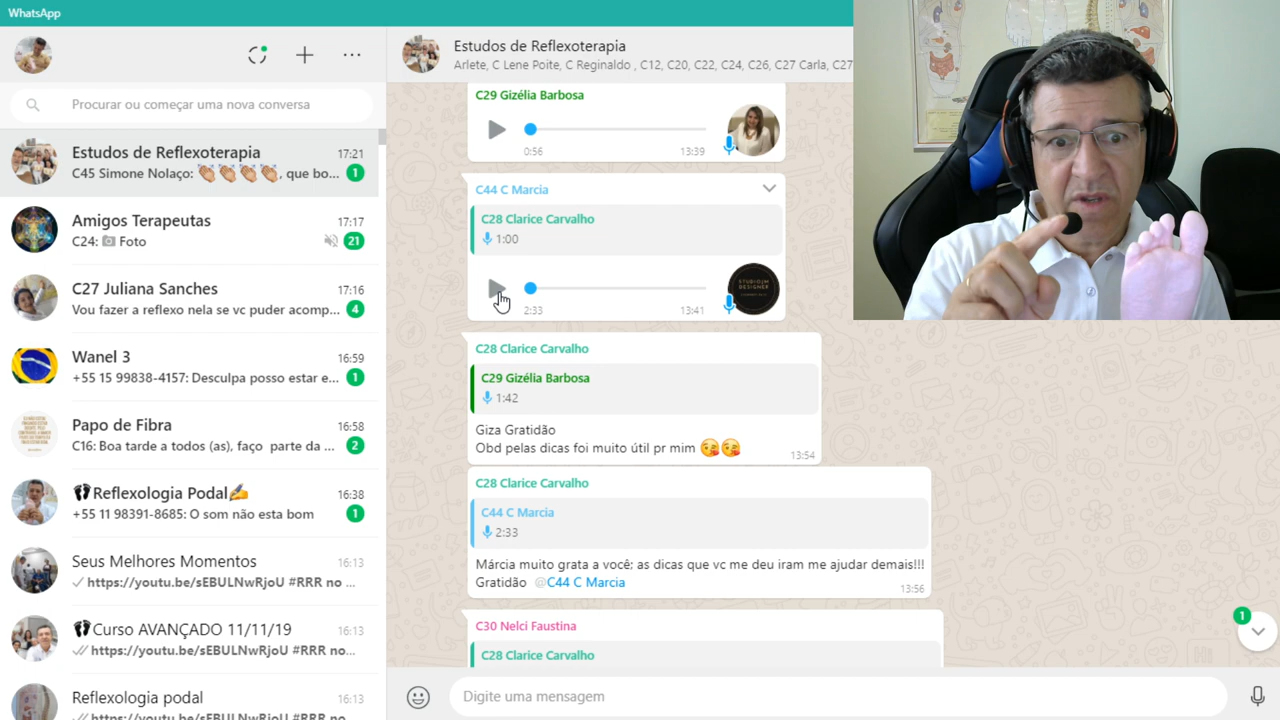 WhatsApp
Procurar ou começar uma nova conversa
Estudos de Reflexoterapia 17:21
C45 Simone Nolaço: 👏🏼👏🏼👏🏼👏🏼, que bo... 1
Amigos Terapeutas 17:17
C24: 📷 Foto 21
C27 Juliana Sanches 17:16
Vou fazer a reflexo nela se vc puder acomp... 4
Wanel 3 16:59
+55 15 99838-4157: Desculpa posso estar e... 1
Papo de Fibra 16:58
C16: Boa tarde a todos (as), faço parte da ... 2
👣Reflexologia Podal✍ 16:38
+55 11 98391-8685: O som não esta bom 1
Seus Melhores Momentos 16:13
https://youtu.be/sEBULNwRjoU #RRR no ...
👣Curso AVANÇADO 11/11/19 16:13
https://youtu.be/sEBULNwRjoU #RRR no...
Reflexologia podal 16:13
https://youtu.be/sEBULNwRjoU #RRR no
Estudos de Reflexoterapia
Arlete, C Lene Poite, C Reginaldo , C12, C20, C22, C24, C26, C27 Carla, C27
C29 Gizélia Barbosa
0:56 13:39
C44 C Marcia
C28 Clarice Carvalho
1:00
STUDIO M
DESIGNER
2:33 13:41
C28 Clarice Carvalho
C29 Gizélia Barbosa
1:42
Giza Gratidão
Obd pelas dicas foi muito útil pr mim 😘😘
13:54
C28 Clarice Carvalho
C44 C Marcia
2:33
Márcia muito grata a você; as dicas que vc me deu iram me ajudar demais!!!
Gratidão @C44 C Marcia
13:56
C30 Nelci Faustina
C28 Clarice Carvalho
1
Digite uma mensagem